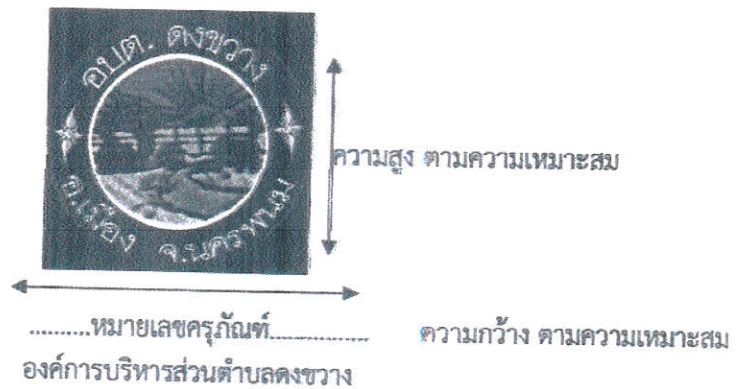 อบต. ดงขวาง
อ.เมือง จ.นครพนม
ความสูง ตามความเหมาะสม
..........หมายเลขครุภัณฑ์................ ความกว้าง ตามความเหมาะสม
องค์การบริหารส่วนตำบลดงขวาง